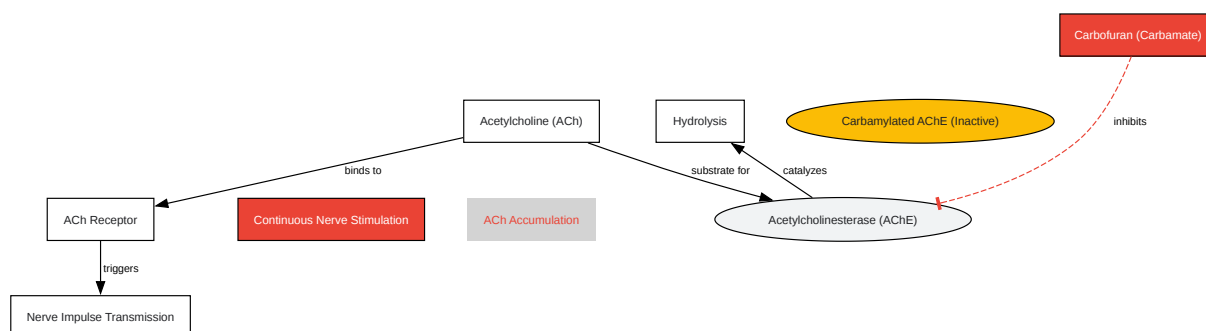 Carbofuran (Carbamate)
Acetylcholine (ACh)
Hydrolysis
Carbamylated AChE (Inactive)
inhibits
binds to
substrate for
catalyzes
ACh Receptor
Continuous Nerve Stimulation
ACh Accumulation
Acetylcholinesterase (AChE)
triggers
Nerve Impulse Transmission